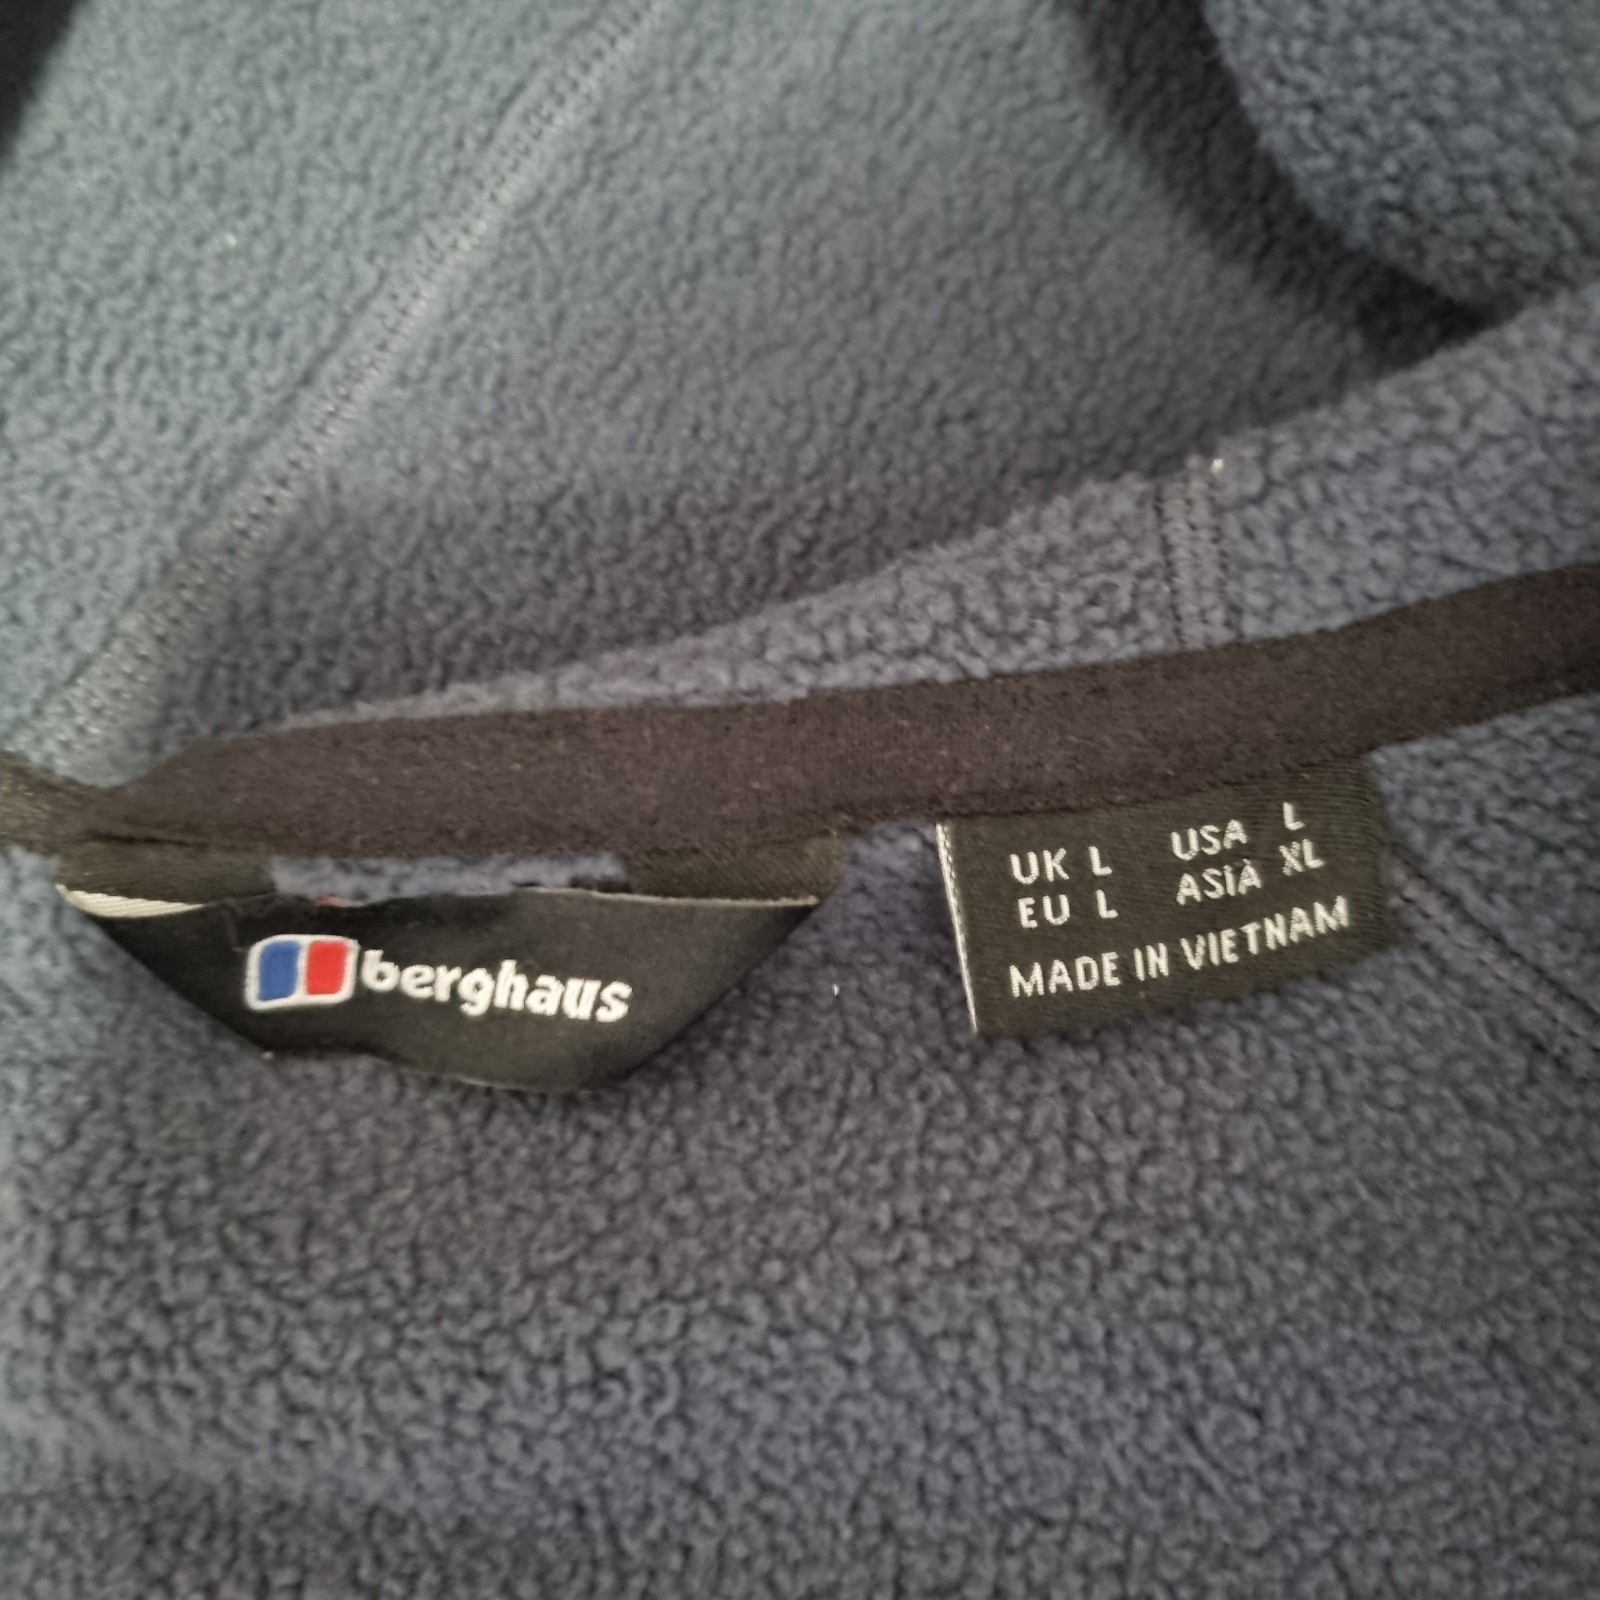 berghaus
UK L USA L
EU L ASIA XL
MADE IN VIETNAM